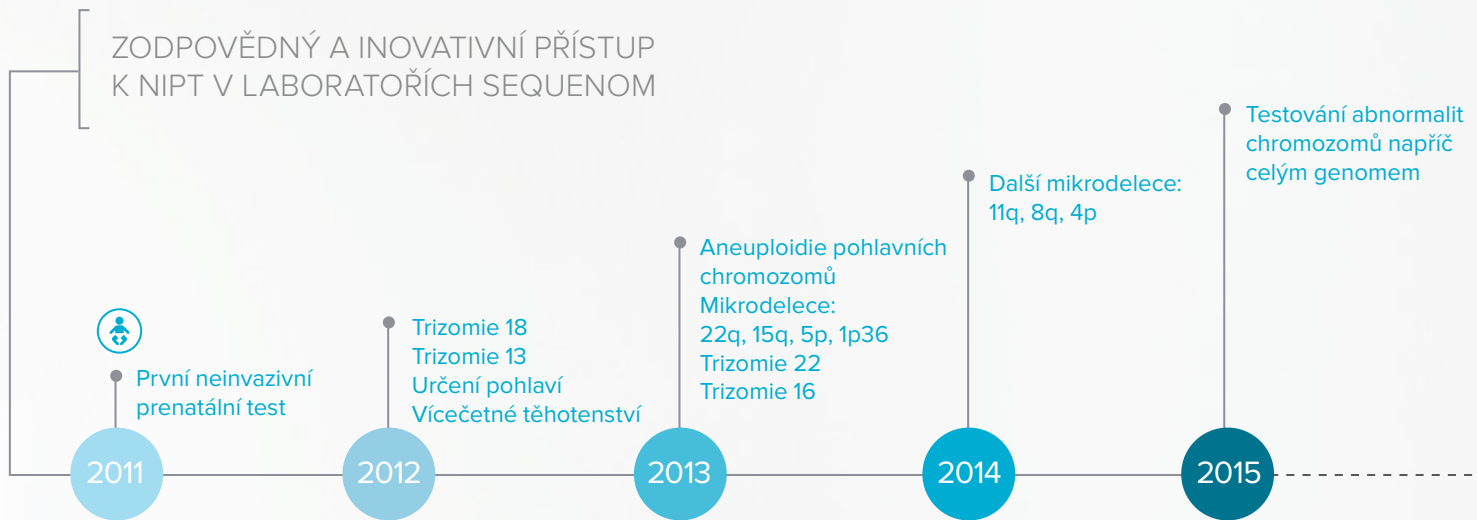 ZODPOVĚDNÝ A INOVATIVNÍ PŘÍSTUP
K NIPT V LABORATOŘÍCH SEQUENOM
První neinvazivní
prenatální test
2011
Trizomie 18
Trizomie 13
Určení pohlaví
Vícečetné těhotenství
2012
Aneuploidie pohlavních
chromozomů
Mikrodelece:
22q, 15q, 5p, 1p36
Trizomie 22
Trizomie 16
2013
Další mikrodelece:
11q, 8q, 4p
2014
Testování abnormalit
chromozomů napříč
celým genomem
2015